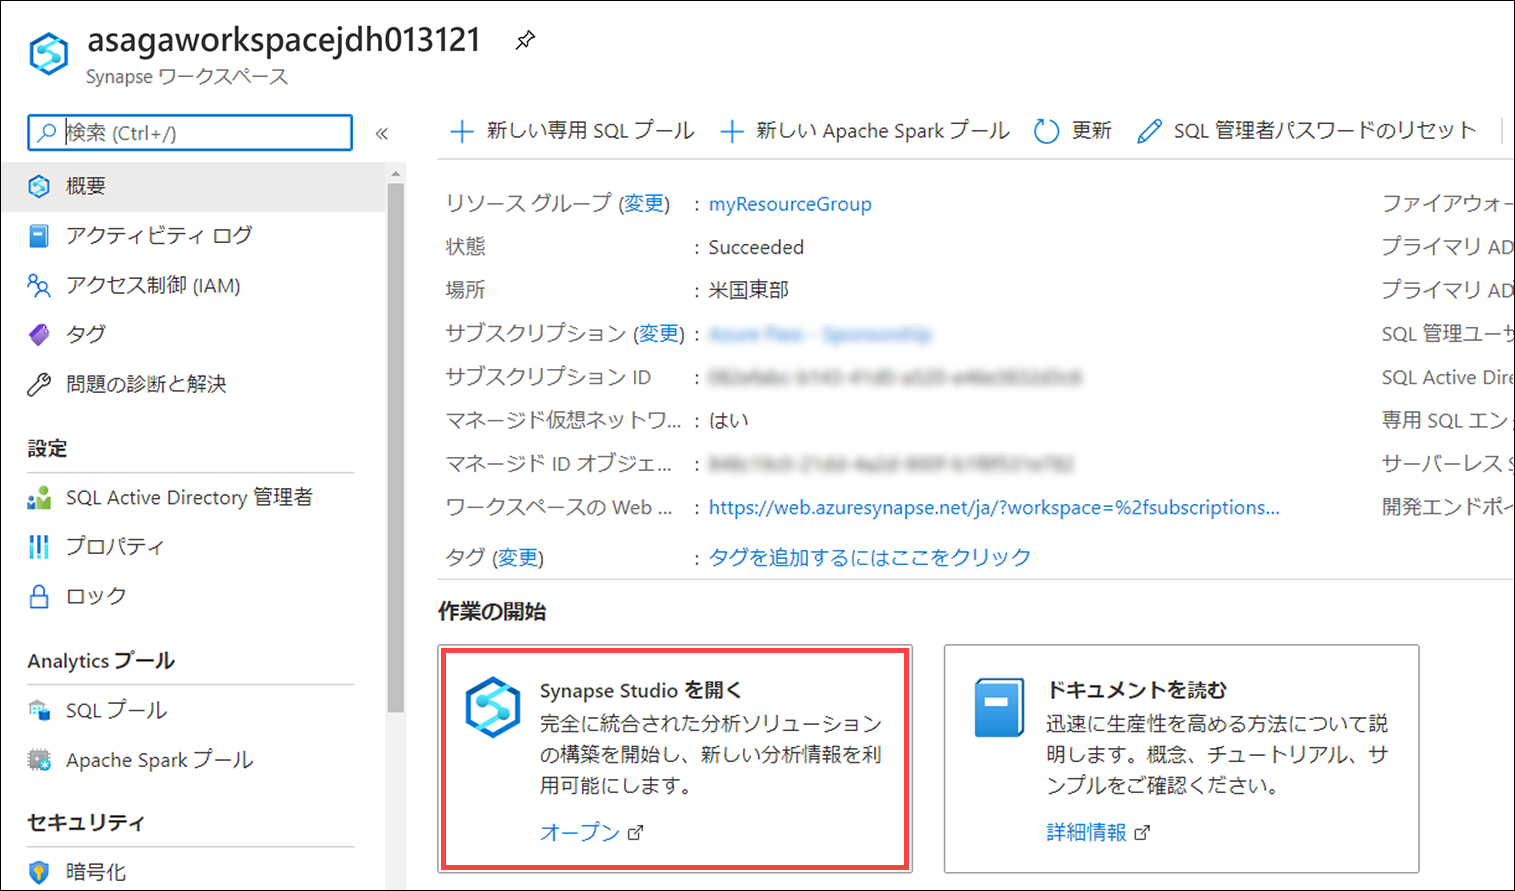 asagaworkspacejdh013121
Synapse ワークスペース
検索 (Ctrl+/)
«
概要
アクティビティ ログ
アクセス制御 (IAM)
タグ
問題の診断と解決
設定
SQL Active Directory 管理者
プロパティ
ロック
Analytics プール
SQL プール
Apache Spark プール
セキュリティ
暗号化
新しい専用 SQL プール
新しい Apache Spark プール
更新
SQL 管理者パスワードのリセット
リソース グループ (変更) : myResourceGroup
状態 : Succeeded
場所 : 米国東部
サブスクリプション (変更) :
サブスクリプション ID :
マネージド仮想ネットワ... : はい
マネージド ID オブジェ... :
ワークスペースの Web ... : https://web.azuresynapse.net/ja/?workspace=%2fsubscriptions...
タグ (変更) : タグを追加するにはここをクリック
ファイアウォー
プライマリ AD
プライマリ AD
SQL 管理ユーサ
SQL Active Dire
専用 SQL エン
サーバーレス S
開発エンドポイ
作業の開始
Synapse Studio を開く
完全に統合された分析ソリューション
の構築を開始し、新しい分析情報を利
用可能にします。
オープン
ドキュメントを読む
迅速に生産性を高める方法について説
明します。概念、チュートリアル、サ
ンプルをご確認ください。
詳細情報